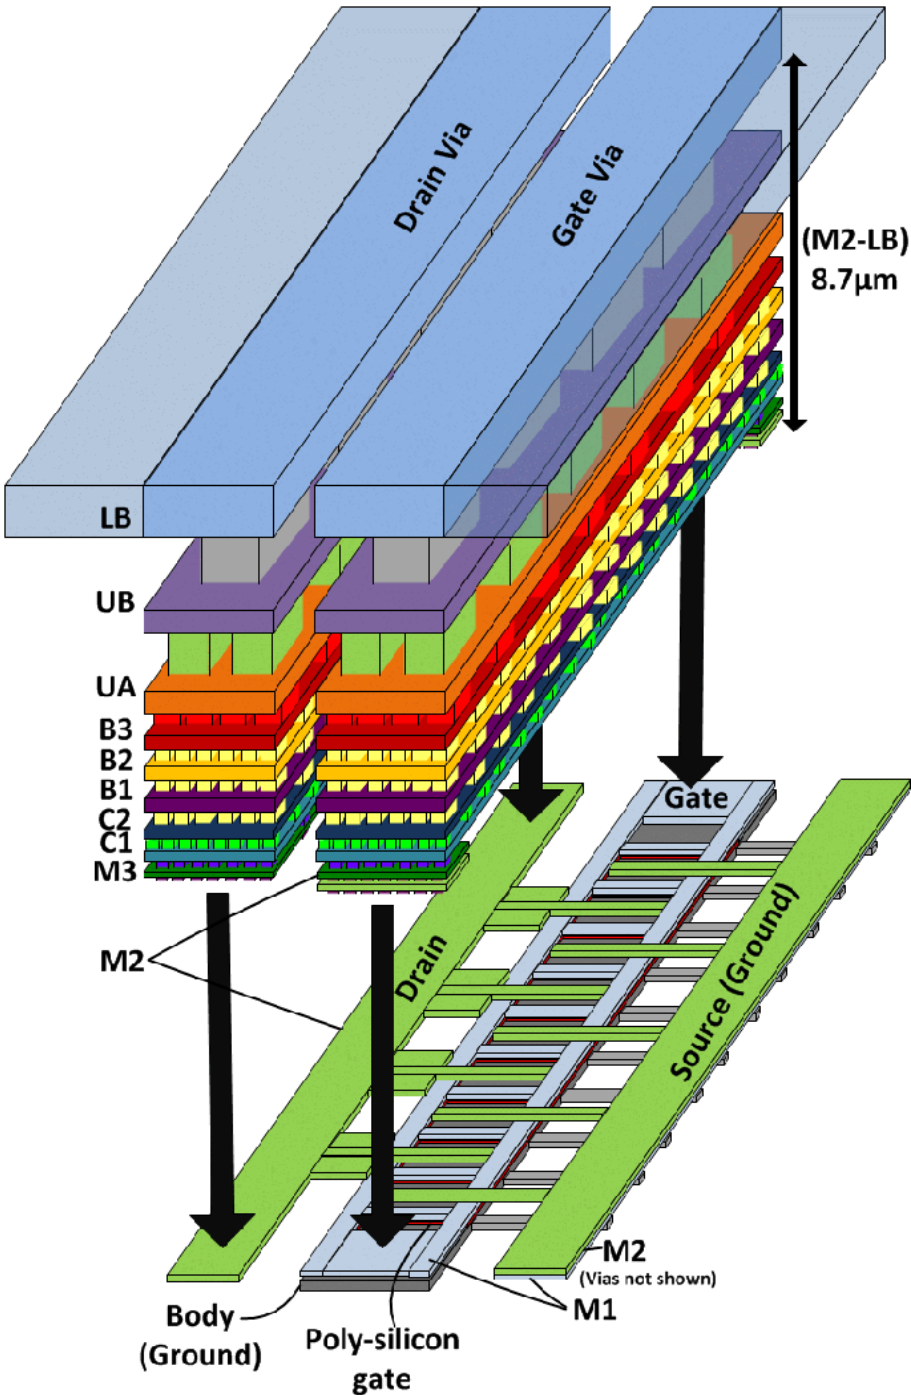 Drain Via
Gate Via
(M2-LB)
8.7µm
LB
UB
UA
B3
B2
B1
C2
C1
M3
M2
Gate
Drain
Source (Ground)
M2
(Vias not shown)
M1
Body
(Ground)
Poly-silicon
gate